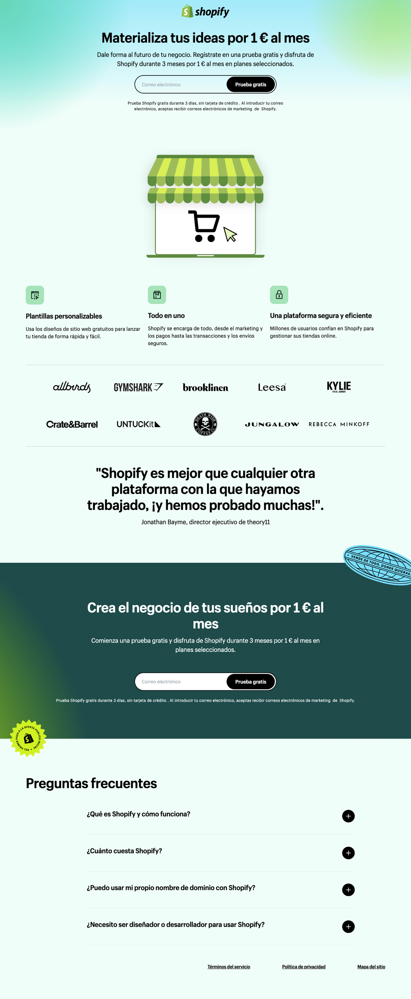 shopify
Materializa tus ideas por 1 € al mes
Dale forma al futuro de tu negocio. Regístrate en una prueba gratis y disfruta de
Shopify durante 3 meses por 1 € al mes en planes seleccionados.
Correo electrónico
Prueba gratis
Prueba Shopify gratis durante 3 días, sin tarjeta de crédito . Al introducir tu correo
electrónico, aceptas recibir correos electrónicos de marketing de Shopify.
Plantillas personalizables
Usa los diseños de sitio web gratuitos para lanzar
tu tienda de forma rápida y fácil.
Todo en uno
Shopify se encarga de todo, desde el marketing y
los pagos hasta las transacciones y los envíos
seguros.
Una plataforma segura y eficiente
Millones de usuarios confían en Shopify para
gestionar sus tiendas online.
allbirds
GYMSHARK
brooklinen
Leesa®
KYLIE
KYLIE JENNER
Crate&Barrel
UNTUCKit
DEATH WISH
COFFEE CO.
JUNGALOW
REBECCA MINKOFF
"Shopify es mejor que cualquier otra
plataforma con la que hayamos
trabajado, ¡y hemos probado muchas!".
Jonathan Bayme, director ejecutivo de theory11
• VENDE DE TODO, DONDE QUIERAS.
Crea el negocio de tus sueños por 1 € al
mes
Comienza una prueba gratis y disfruta de Shopify durante 3 meses por 1 € al mes en
planes seleccionados.
Correo electrónico
Prueba gratis
Prueba Shopify gratis durante 3 días, sin tarjeta de crédito . Al introducir tu correo electrónico, aceptas recibir correos electrónicos de marketing de Shopify.
• DEL PRIMER PASO A LA OFERTA PÚBLICA INICIAL
Preguntas frecuentes
¿Qué es Shopify y cómo funciona?
¿Cuánto cuesta Shopify?
¿Puedo usar mi propio nombre de dominio con Shopify?
¿Necesito ser diseñador o desarrollador para usar Shopify?
Términos del servicio
Política de privacidad
Mapa del sitio